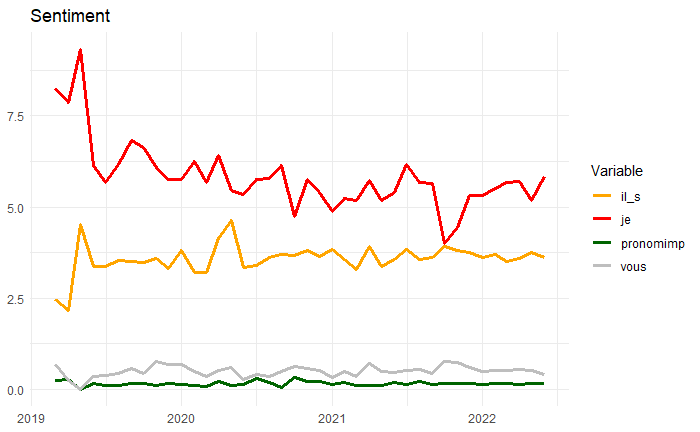 Sentiment
7.5
5.0
2.5
0.0
2019
2020
2021
2022
Variable
il_s
je
pronomimp
vous